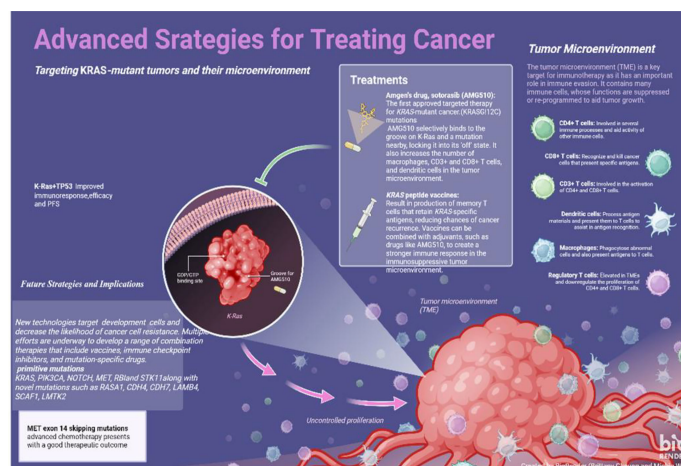 Advanced Srategies for Treating Cancer
Targeting KRAS-mutant tumors and their microenvironment
K-Ras+TP53 Improved
immunoresponse,efficacy
and PFS
Treatments
Amgen's drug, sotorasib (AMG510):
The first approved targeted therapy
for KRAS-mutant cancer.(KRASG/12C)
mutations
AMG510 selectively binds to the
groove on K-Ras and a mutation
nearby, locking it into its 'off' state. It
also increases the number of
macrophages, CD3+ and CD8+ T cells,
and dendritic cells in the tumor
microenvironment.
KRAS peptide vaccines:
Result in production of memory T
cells that retain KRAS-specific
antigens, reducing chances of cancer
recurrence. Vaccines can be
combined with adjuvants, such as
drugs like AMG510, to create a
stronger immune response in the
immunosuppressive tumor
microenvironment.
Tumor Microenvironment
The tumor microenvironment (TME) is a key
target for immunotherapy as it has an important
role in immune evasion. It contains many
immune cells, whose functions are suppressed
or re-programmed to aid tumor growth.
CD4+ T cells: Involved in several
immune processes and aid activity of
other immune cells.
CD8+ T cells: Recognize and kill cancer
cells that present specific antigens.
CD3+ T cells: Involved in the activation
of CD4+ and CD8+ T cells.
Dendritic cells: Process antigen
materials and present them to T cells to
assist in antigen recognition.
Macrophages: Phagocytose abnormal
cells and also present antigens to T cells.
Regulatory T cells: Elevated in TMEs
and downregulate the proliferation of
CD4+ and CD8+ T cells.
GDP/GTP
binding site
Groove for
AMG510
K-Ras
Future Strategies and Implications
New technologies target development cells and
decrease the likelihood of cancer cell resistance. Multiple
efforts are underway to develop a range of combination
therapies that include vaccines, immune checkpoint
inhibitors, and mutation-specific drugs.
primitive mutations
KRAS, PIK3CA, NOTCH, MET, RBland STK11along with
novel mutations such as RASA1, CDH4, CDH7, LAMB4,
SCAF1, LMTK2
MET exon 14 skipping mutations
advanced chemotherapy presents
with a good therapeutic outcome
Tumor microenvironment
(TME)
Uncontrolled proliferation